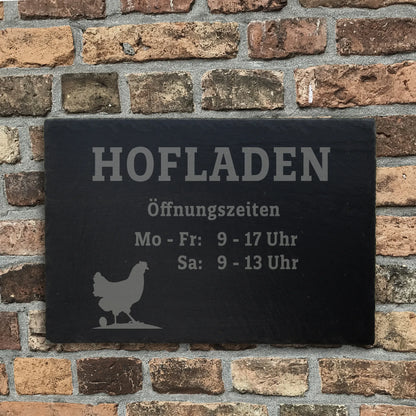 HOFLADEN
Öffnungszeiten
Mo - Fr: 9 - 17 Uhr
Sa: 9 - 13 Uhr